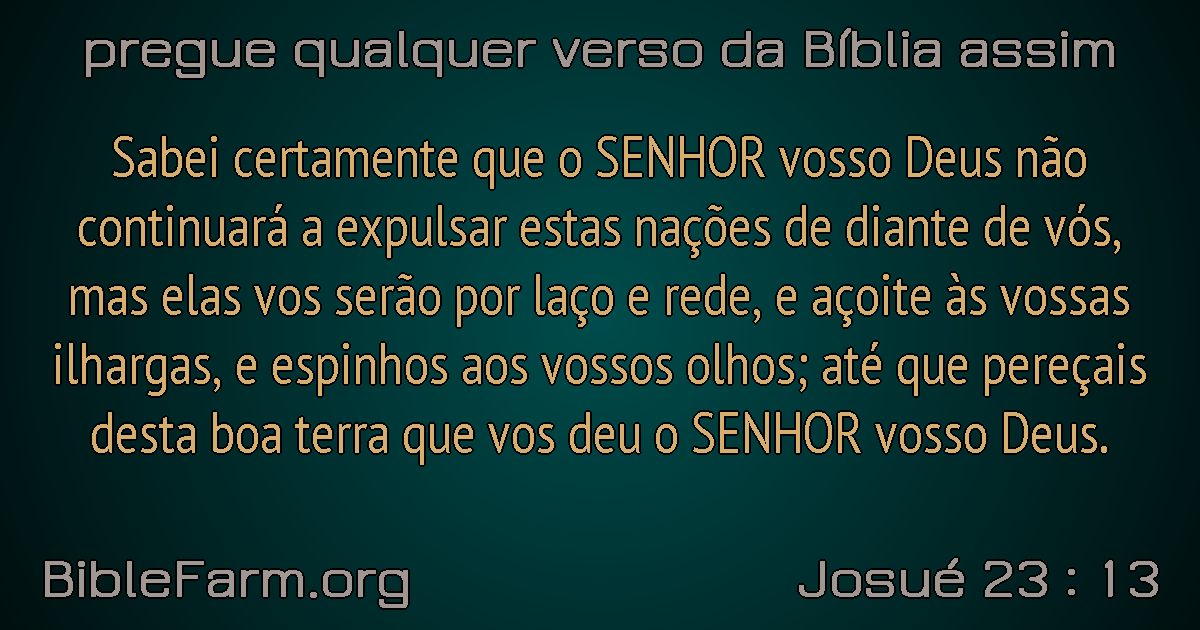 pregue qualquer verso da Bíblia assim
Sabei certamente que o SENHOR vosso Deus não
continuará a expulsar estas nações de diante de vós,
mas elas vos serão por laço e rede, e açoite às vossas
ilhargas, e espinhos aos vossos olhos; até que pereçais
desta boa terra que vos deu o SENHOR vosso Deus.
BibleFarm.org
Josué 23 : 13